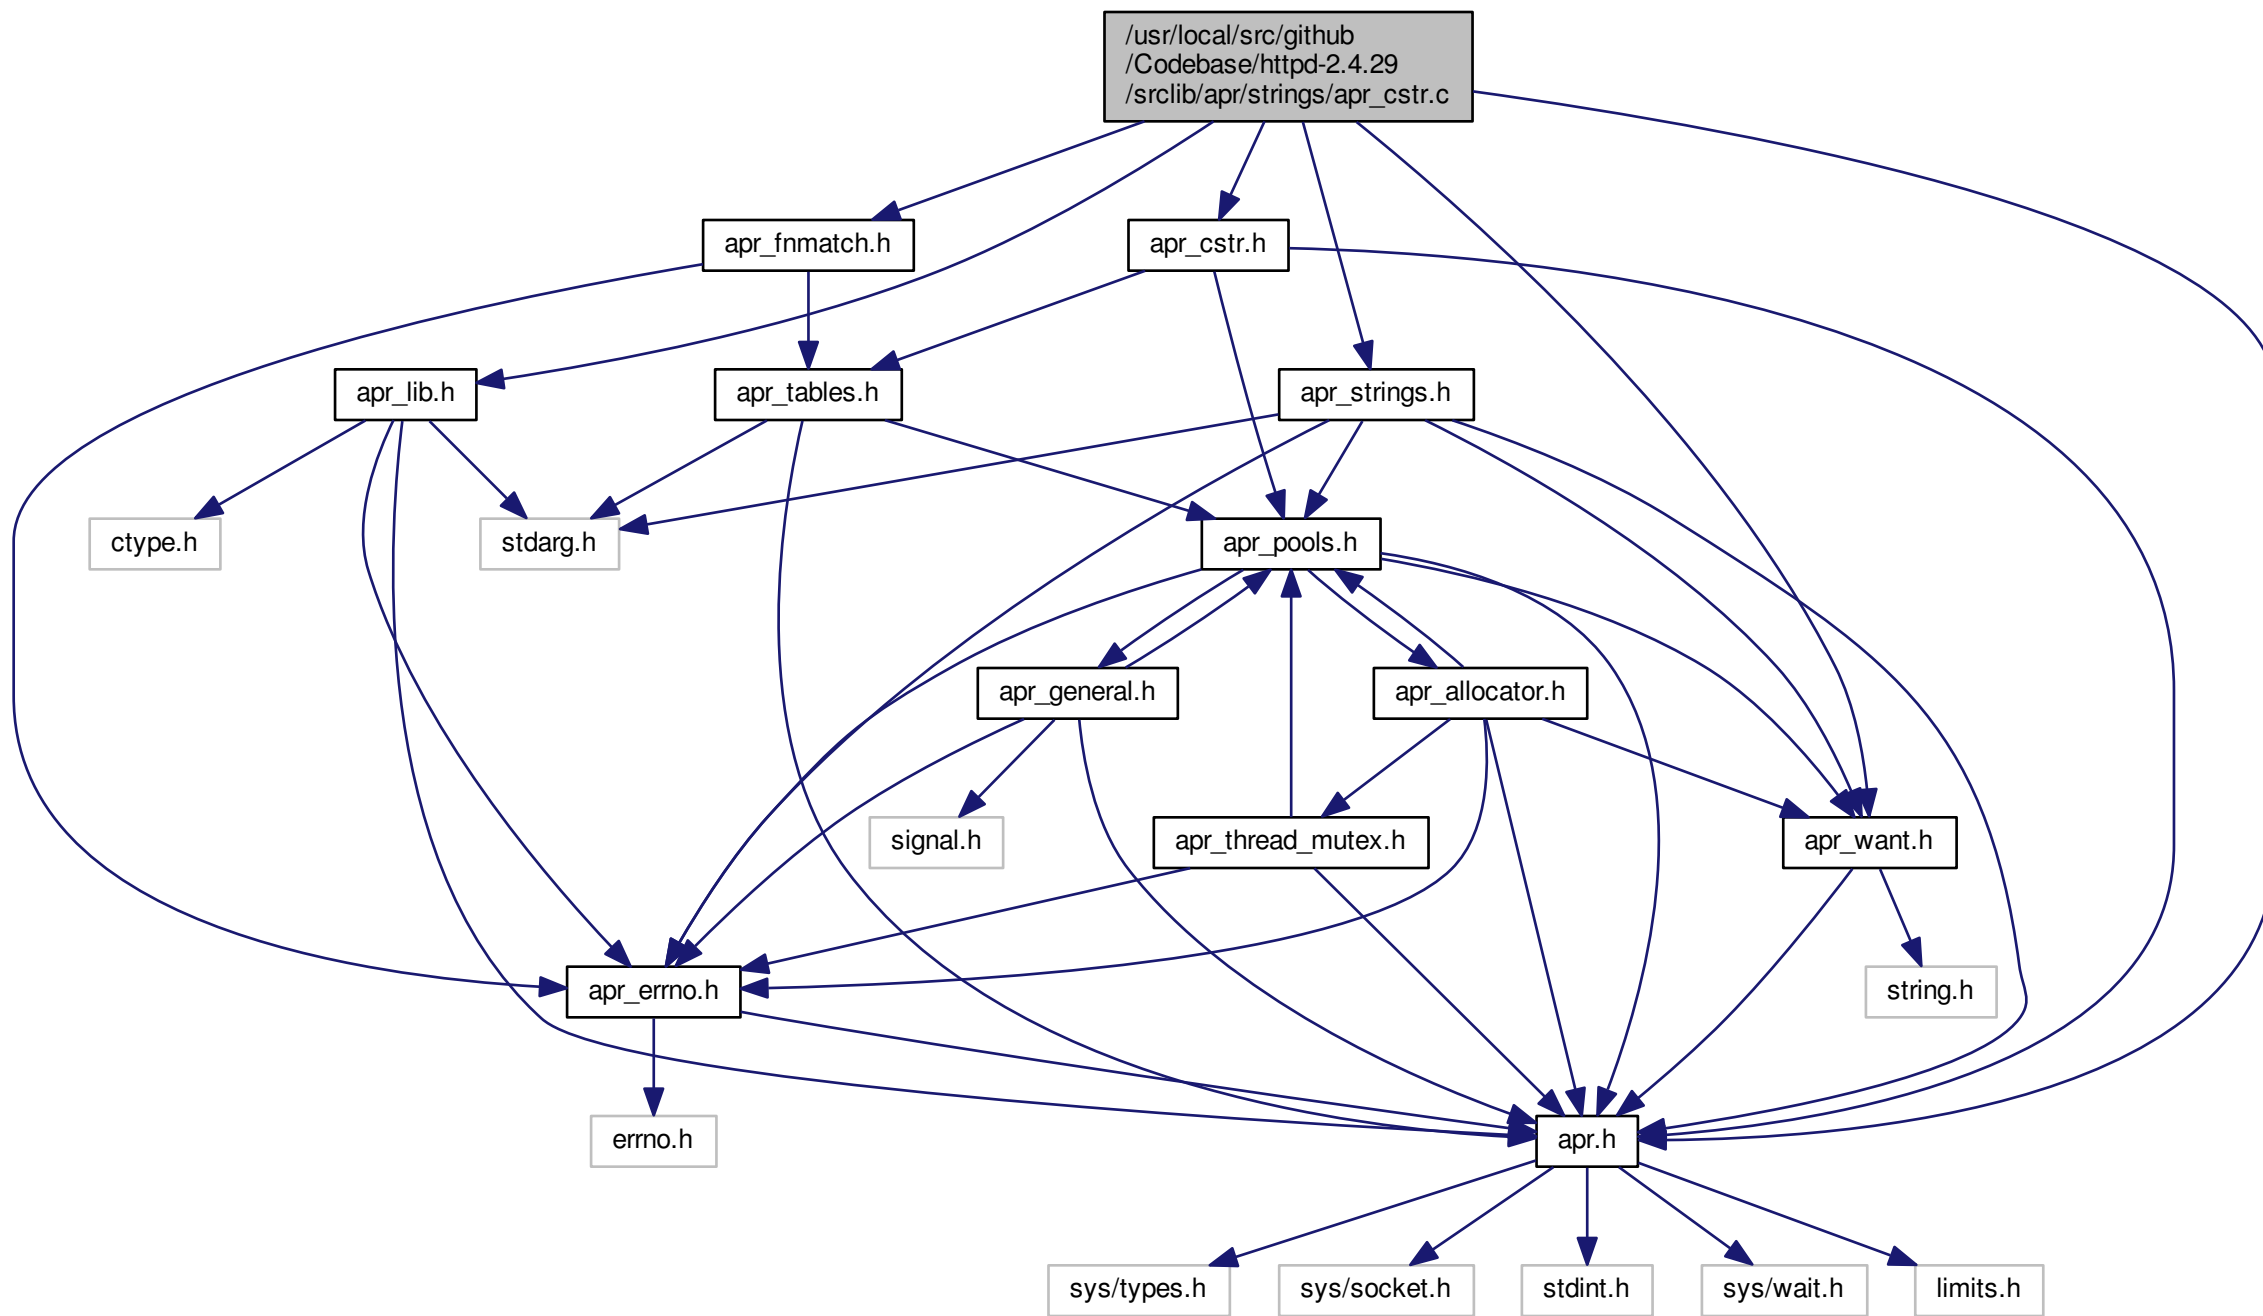 /usr/local/src/github
/Codebase/httpd-2.4.29
/srclib/apr/strings/apr_cstr.c
apr_fnmatch.h
apr_cstr.h
apr_lib.h
apr_tables.h
apr_strings.h
ctype.h
stdarg.h
apr_pools.h
apr_general.h
apr_allocator.h
signal.h
apr_thread_mutex.h
apr_want.h
apr_errno.h
string.h
errno.h
apr.h
sys/types.h
sys/socket.h
stdint.h
sys/wait.h
limits.h